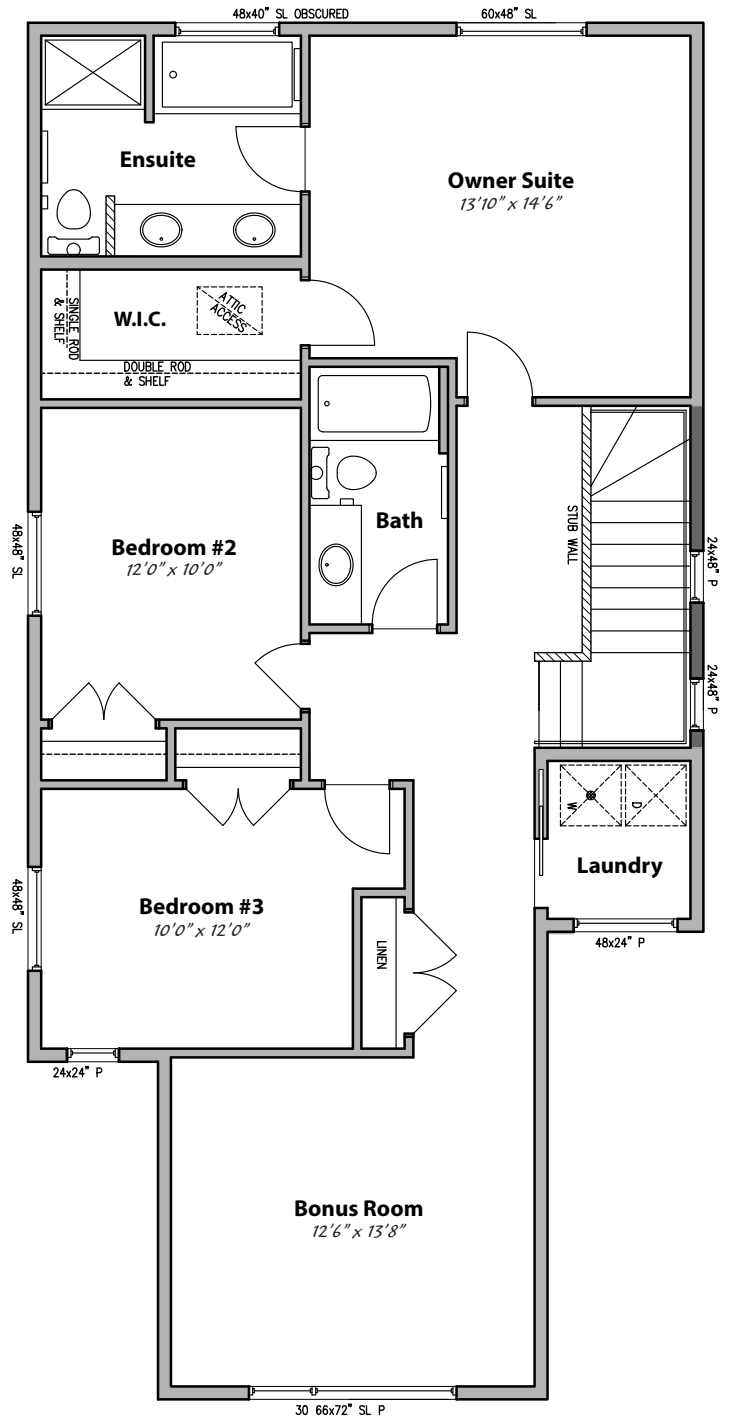 48x40" SL OBSCURED
60x48" SL
Ensuite
Owner Suite
13'10" x 14'6"
W.I.C.
ATTIC
ACCESS
SINGLE ROD
& SHELF
DOUBLE ROD
& SHELF
Bath
STUB WALL
Bedroom #2
12'0" x 10'0"
48x48" SL
24x48" P
24x48" P
W
D
Laundry
48x24" P
Bedroom #3
10'0" x 12'0"
48x48" SL
LINEN
24x24" P
Bonus Room
12'6" x 13'8"
30 66x72" SL P